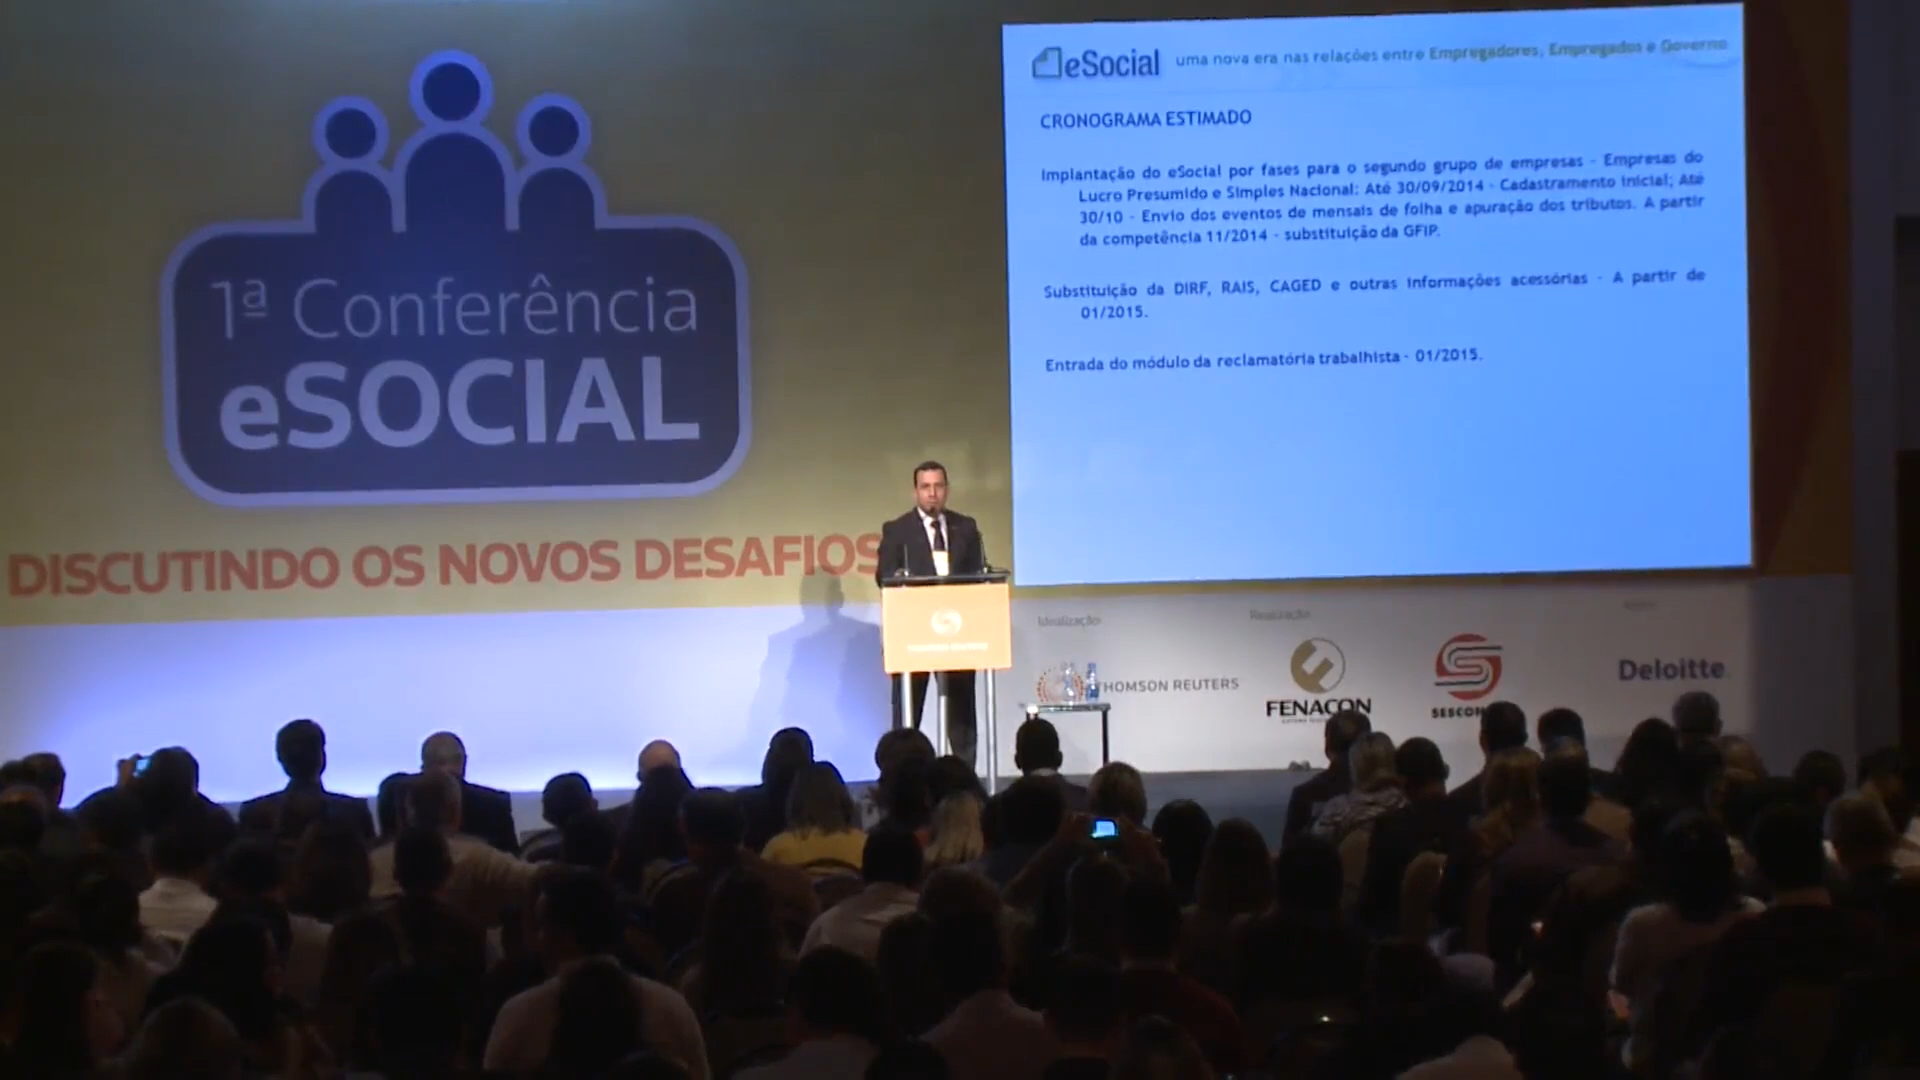 1ª Conferência
eSOCIAL
DISCUTINDO OS NOVOS DESAFIOS
eSocial uma nova era nas relações entre Empregadores, Empregados e Governo
CRONOGRAMA ESTIMADO
Implantação do eSocial por fases para o segundo grupo de empresas - Empresas do
Lucro Presumido e Simples Nacional: Até 30/09/2014 - Cadastramento Inicial; Até
30/10 - Envio dos eventos de mensais de folha e apuração dos tributos. A partir
da competência 11/2014 - substituição da GFIP.
Substituição da DIRF, RAIS, CAGED e outras informações acessórias - A partir de
01/2015.
Entrada do módulo da reclamatória trabalhista - 01/2015.
Idealização
Realização
THOMSON REUTERS
FENACON
SESCON
Deloitte.